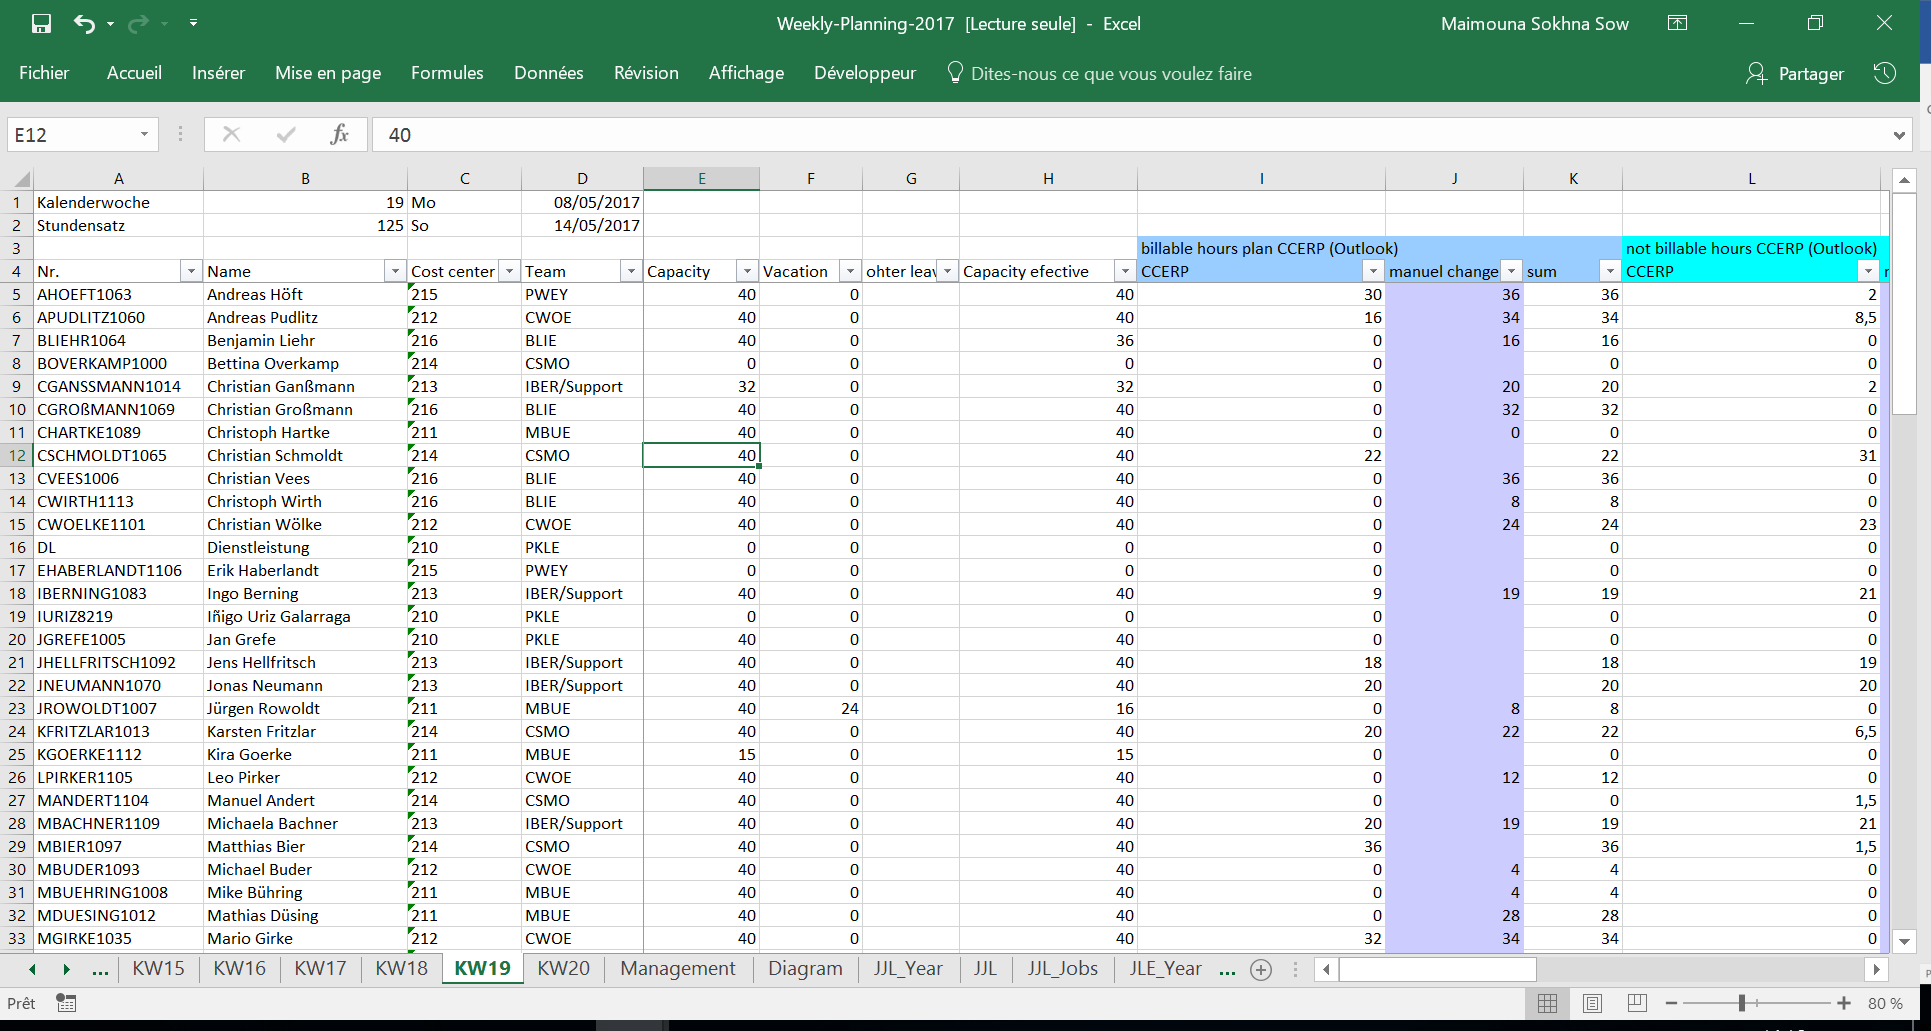 Weekly-Planning-2017 [Lecture seule] - Excel
Maimouna Sokhna Sow
Fichier Accueil Insérer Mise en page Formules Données Révision Affichage Développeur Dites-nous ce que vous voulez faire Partager
E12 fx 40
A B C D E F G H I J K L
1 Kalenderwoche 19 Mo 08/05/2017
2 Stundensatz 125 So 14/05/2017
3 billable hours plan CCERP (Outlook) not billable hours CCERP (Outlook)
4 Nr. Name Cost center Team Capacity Vacation ohter leav Capacity efective CCERP manuel change sum CCERP
5 AHOEFT1063 Andreas Höft 215 PWEY 40 0 40 30 36 36 2
6 APUDLITZ1060 Andreas Pudlitz 212 CWOE 40 0 40 16 34 34 8,5
7 BLIEHR1064 Benjamin Liehr 216 BLIE 40 0 36 0 16 16 0
8 BOVERKAMP1000 Bettina Overkamp 214 CSMO 0 0 0 0 0 0
9 CGANSSMANN1014 Christian Ganßmann 213 IBER/Support 32 0 32 0 20 20 2
10 CGROßMANN1069 Christian Großmann 216 BLIE 40 0 40 0 32 32 0
11 CHARTKE1089 Christoph Hartke 211 MBUE 40 0 40 0 0 0 0
12 CSCHMOLDT1065 Christian Schmoldt 214 CSMO 40 0 40 22 22 31
13 CVEES1006 Christian Vees 216 BLIE 40 0 40 0 36 36 0
14 CWIRTH1113 Christoph Wirth 216 BLIE 40 0 40 0 8 8 0
15 CWOELKE1101 Christian Wölke 212 CWOE 40 0 40 0 24 24 23
16 DL Dienstleistung 210 PKLE 0 0 0 0 0 0
17 EHABERLANDT1106 Erik Haberlandt 215 PWEY 0 0 0 0 0 0
18 IBERNING1083 Ingo Berning 213 IBER/Support 40 0 40 9 19 19 21
19 IURIZ8219 Iñigo Uriz Galarraga 210 PKLE 0 0 0 0 0 0
20 JGREFE1005 Jan Grefe 210 PKLE 40 0 40 0 0 0
21 JHELLFRITSCH1092 Jens Hellfritsch 213 IBER/Support 40 0 40 18 18 19
22 JNEUMANN1070 Jonas Neumann 213 IBER/Support 40 0 40 20 20 20
23 JROWOLDT1007 Jürgen Rowoldt 211 MBUE 40 24 16 0 8 8 0
24 KFRITZLAR1013 Karsten Fritzlar 214 CSMO 40 0 40 20 22 22 6,5
25 KGOERKE1112 Kira Goerke 211 MBUE 15 0 15 0 0 0
26 LPIRKER1105 Leo Pirker 212 CWOE 40 0 40 0 12 12 0
27 MANDERT1104 Manuel Andert 214 CSMO 40 0 40 0 0 1,5
28 MBACHNER1109 Michaela Bachner 213 IBER/Support 40 0 40 20 19 19 21
29 MBIER1097 Matthias Bier 214 CSMO 40 0 40 36 36 1,5
30 MBUDER1093 Michael Buder 212 CWOE 40 0 40 0 4 4 0
31 MBUEHRING1008 Mike Bühring 211 MBUE 40 0 40 0 4 4 0
32 MDUESING1012 Mathias Düsing 211 MBUE 40 0 40 0 28 28 0
33 MGIRKE1035 Mario Girke 212 CWOE 40 0 40 32 34 34 0
... KW15 KW16 KW17 KW18 KW19 KW20 Management Diagram JJL_Year JJL JJL_Jobs JLE_Year ...
Prêt 80 %